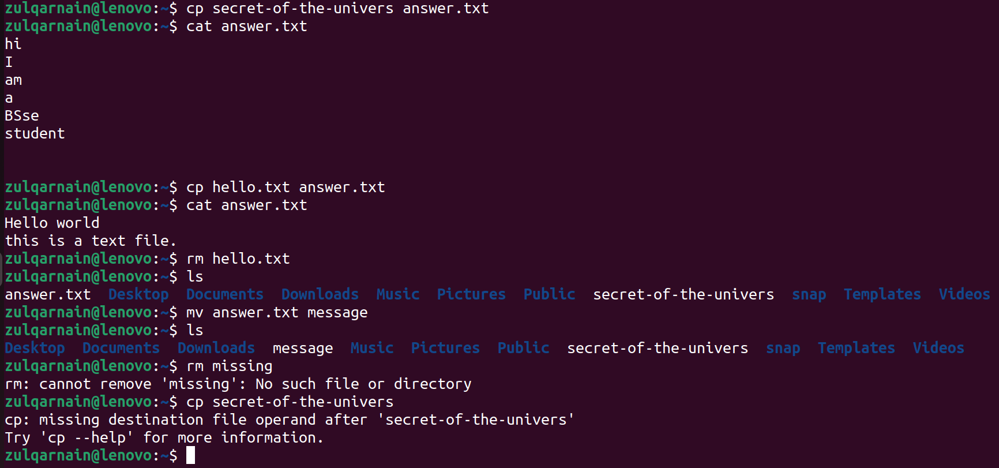 zulqarnain@lenovo:~$ cp secret-of-the-univers answer.txt
zulqarnain@lenovo:~$ cat answer.txt
hi
I
am
a
BSse
student
zulqarnain@lenovo:~$ cp hello.txt answer.txt
zulqarnain@lenovo:~$ cat answer.txt
Hello world
this is a text file.
zulqarnain@lenovo:~$ rm hello.txt
zulqarnain@lenovo:~$ ls
answer.txt  Desktop  Documents  Downloads  Music  Pictures  Public  secret-of-the-univers  snap  Templates  Videos
zulqarnain@lenovo:~$ mv answer.txt message
zulqarnain@lenovo:~$ ls
Desktop  Documents  Downloads  message  Music  Pictures  Public  secret-of-the-univers  snap  Templates  Videos
zulqarnain@lenovo:~$ rm missing
rm: cannot remove 'missing': No such file or directory
zulqarnain@lenovo:~$ cp secret-of-the-univers
cp: missing destination file operand after 'secret-of-the-univers'
Try 'cp --help' for more information.
zulqarnain@lenovo:~$